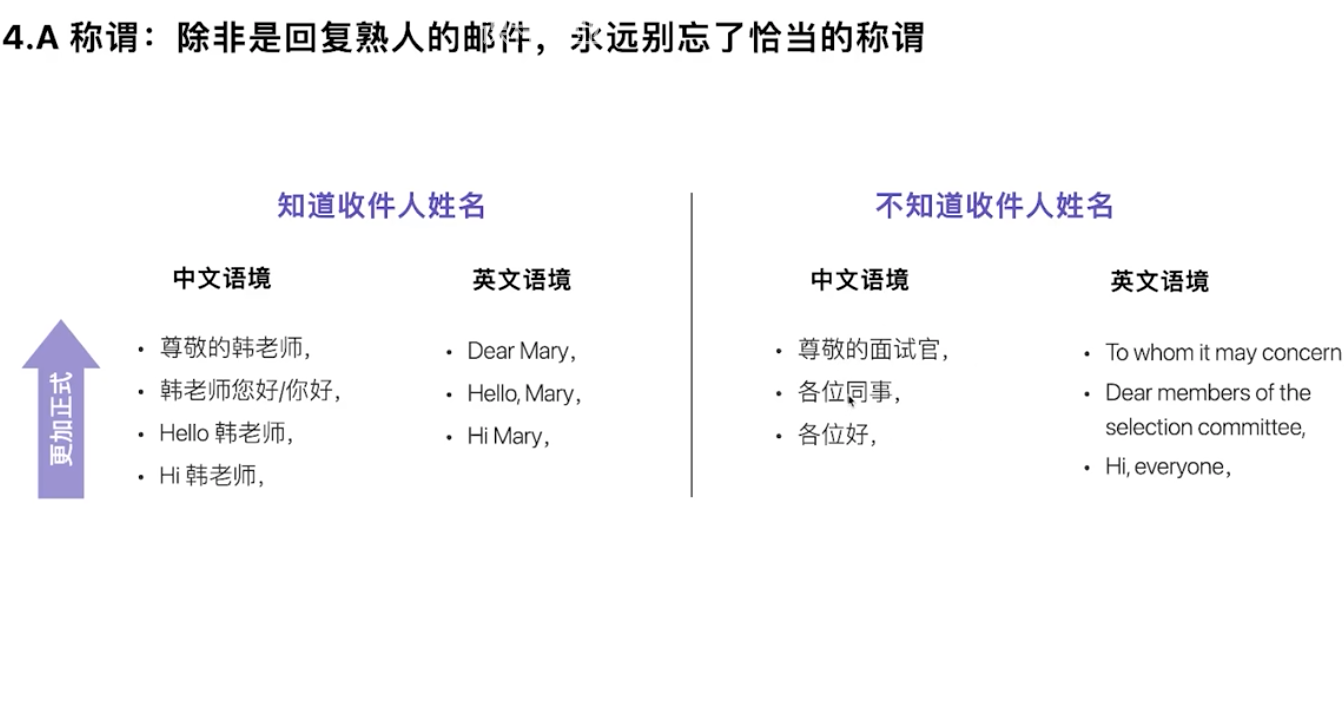 4.A 称谓：除非是回复熟人的邮件，永远别忘了恰当的称谓
知道收件人姓名
中文语境
英文语境
更加正式
• 尊敬的韩老师,
• 韩老师您好/你好,
• Hello 韩老师,
• Hi 韩老师,
• Dear Mary,
• Hello, Mary,
• Hi Mary,
不知道收件人姓名
中文语境
英文语境
• 尊敬的面试官,
• 各位同事,
• 各位好,
• To whom it may concern
• Dear members of the
selection committee,
• Hi, everyone,